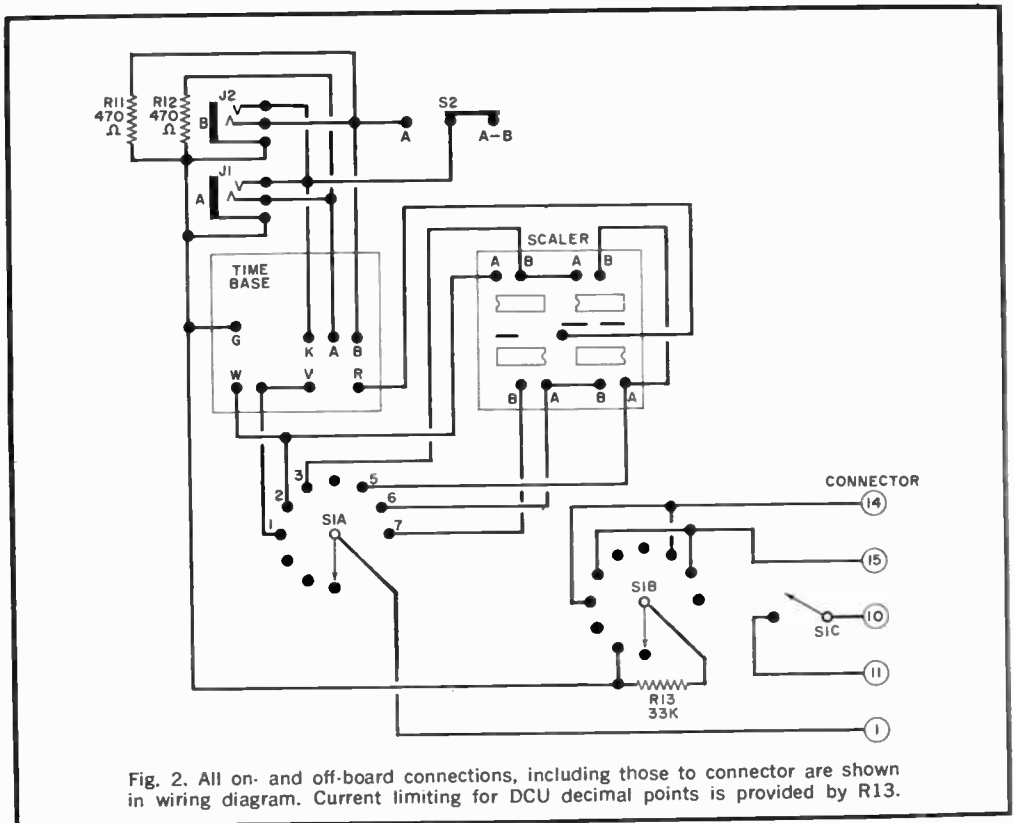 R11
470
Ω
R12
470
Ω
J2
B
S2
A
A-B
J1
A
TIME
BASE
G
K A B
W V R
SCALER
A B A B
B A B A
1
2
3
5
6
7
S1A
S1B
S1C
R13
33K
CONNECTOR
14
15
10
11
1
Fig. 2. All on- and off-board connections, including those to connector are shown
in wiring diagram. Current limiting for DCU decimal points is provided by R13.